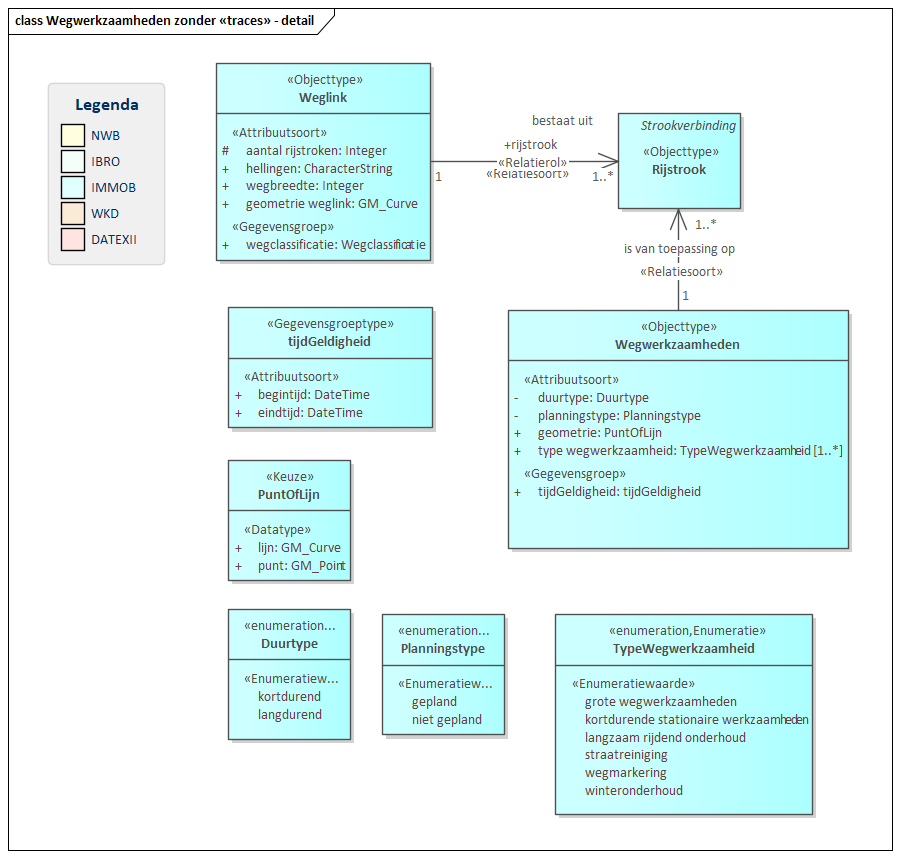 class Wegwerkzaamheden zonder «traces» - detail
Legenda
NWB
IBRO
IMMOB
WKD
DATEXII
«Objecttype»
Weglink
«Attribuutsoort»
# aantal rijstroken: Integer
+ hellingen: CharacterString
+ wegbreedte: Integer
+ geometrie weglink: GM_Curve
«Gegevensgroep»
+ wegclassificatie: Wegclassificatie
bestaat uit
+rijstrook
«Relatierol»
«Relatiesoort»
1
1..*
Strookverbinding
«Objecttype»
Rijstrook
1..*
is van toepassing op
«Relatiesoort»
1
«Gegevensgroeptype»
tijdGeldigheid
«Attribuutsoort»
+ begintijd: DateTime
+ eindtijd: DateTime
«Objecttype»
Wegwerkzaamheden
«Attribuutsoort»
- duurtype: Duurtype
- planningstype: Planningstype
+ geometrie: PuntOfLijn
+ type wegwerkzaamheid: TypeWegwerkzaamheid [1..*]
«Gegevensgroep»
+ tijdGeldigheid: tijdGeldigheid
«Keuze»
PuntOfLijn
«Datatype»
+ lijn: GM_Curve
+ punt: GM_Point
«enumeration...
Duurtype
«Enumeratiew...
kortdurend
langdurend
«enumeration...
Planningstype
«Enumeratiew...
gepland
niet gepland
«enumeration,Enumeratie»
TypeWegwerkzaamheid
«Enumeratiewaarde»
grote wegwerkzaamheden
kortdurende stationaire werkzaamheden
langzaam rijdend onderhoud
straatreiniging
wegmarkering
winteronderhoud